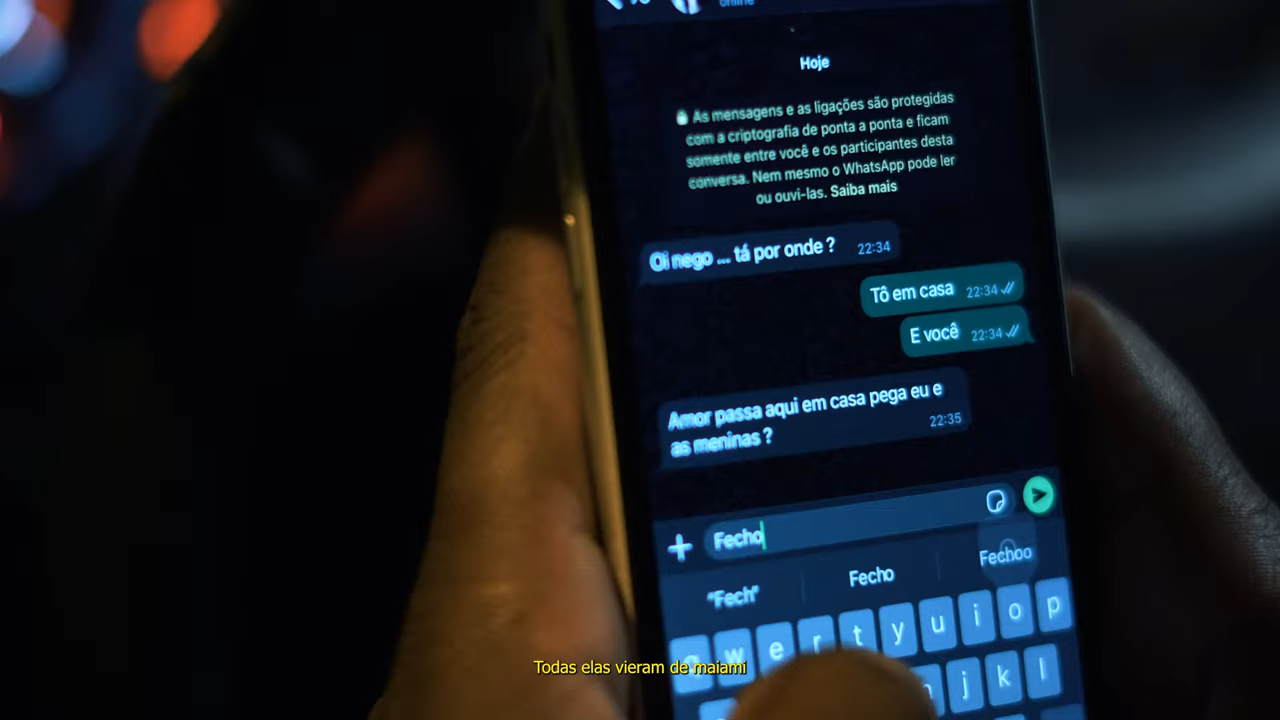 online
Hoje
As mensagens e as ligações são protegidas
com a criptografia de ponta a ponta e ficam
somente entre você e os participantes desta
conversa. Nem mesmo o WhatsApp pode ler
ou ouvi-las. Saiba mais
Oi nego ... tá por onde ? 22:34
Tô em casa 22:34
E você 22:34
Amor passa aqui em casa pega eu e
as meninas ? 22:35
Fecho
"Fech" Fecho Fechoo
q w e r t y u i o p
j k l
Todas elas vieram de maiami